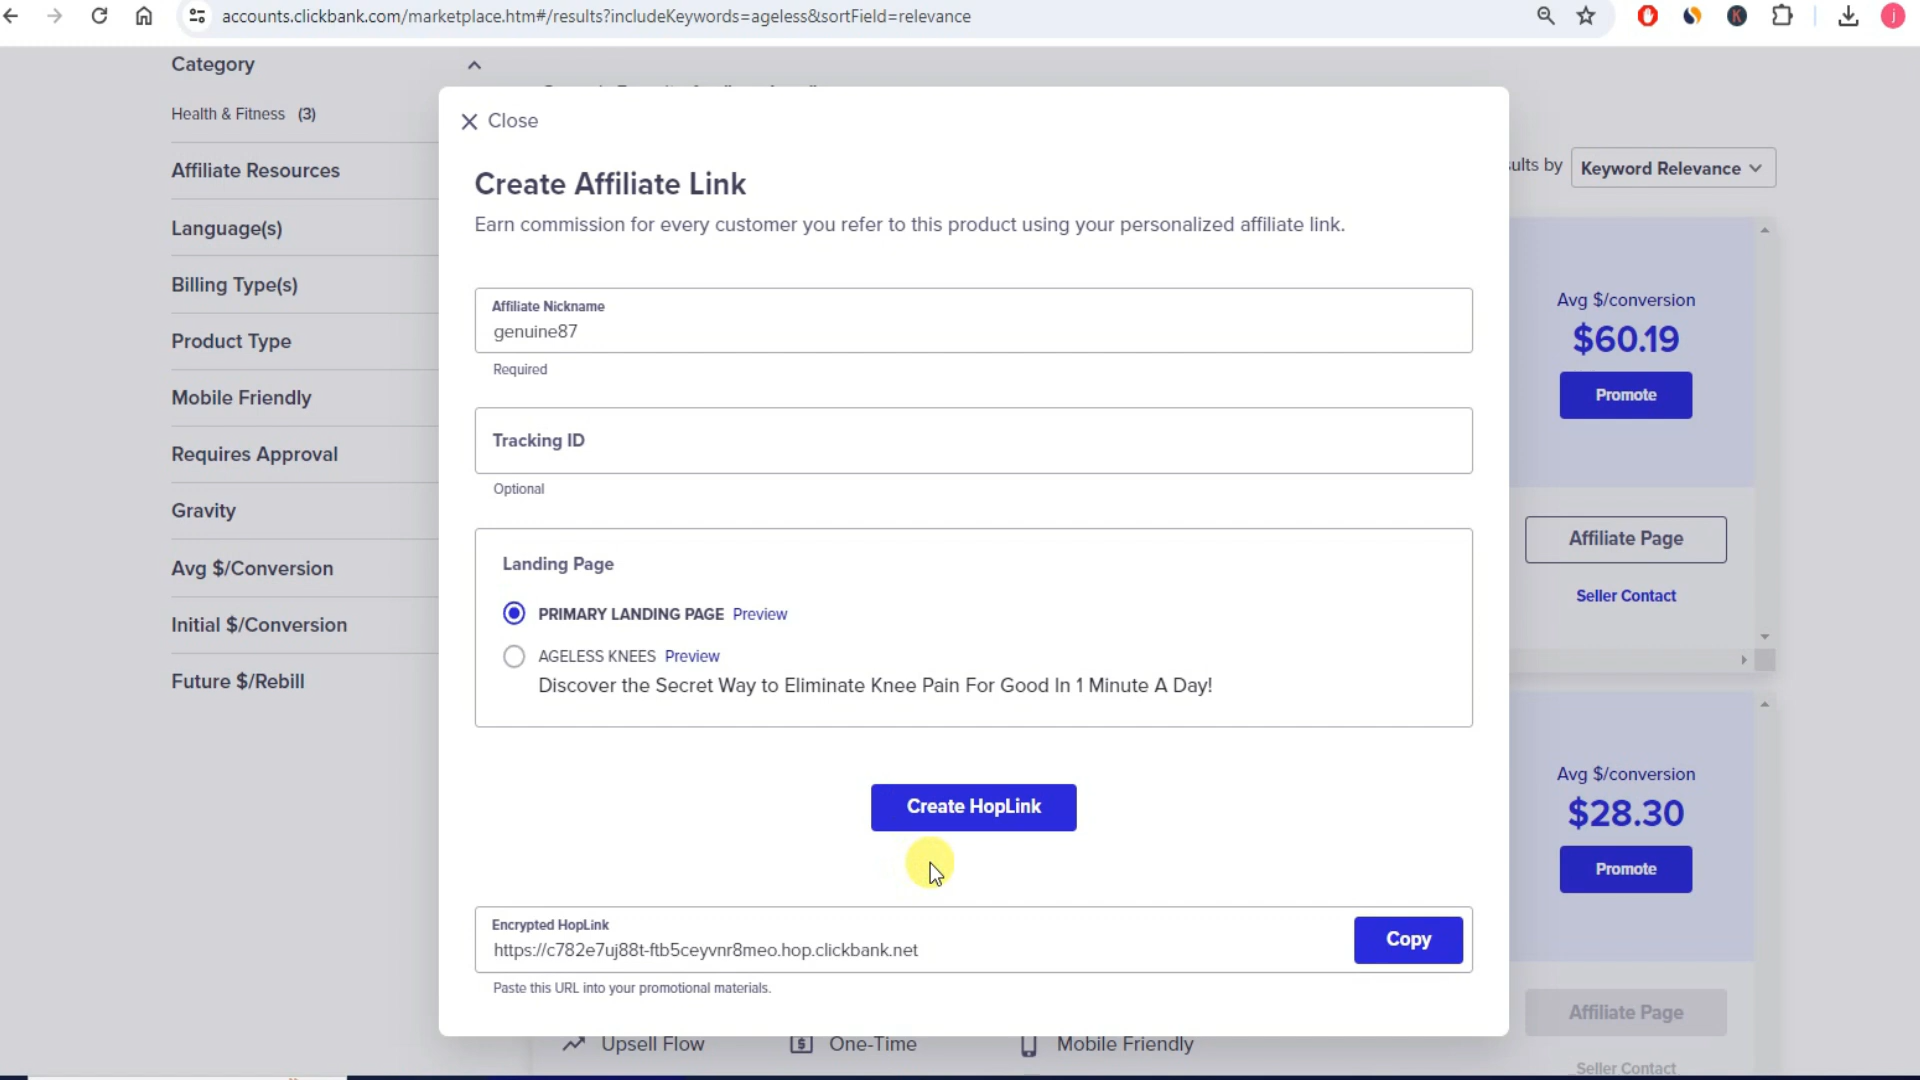 accounts.clickbank.com/marketplace.htm#/results?includeKeywords=ageless&sortField=relevance
K
j
Category
Health & Fitness (3)
Affiliate Resources
Language(s)
Billing Type(s)
Product Type
Mobile Friendly
Requires Approval
Gravity
Avg $/Conversion
Initial $/Conversion
Future $/Rebill
Close
Create Affiliate Link
Earn commission for every customer you refer to this product using your personalized affiliate link.
Affiliate Nickname
genuine87
Required
Tracking ID
Optional
Landing Page
PRIMARY LANDING PAGE Preview
AGELESS KNEES Preview
Discover the Secret Way to Eliminate Knee Pain For Good In 1 Minute A Day!
Create HopLink
Encrypted HopLink
https://c782e7uj88t-ftb5ceyvnr8meo.hop.clickbank.net
Copy
Paste this URL into your promotional materials.
Upsell Flow
One-Time
Mobile Friendly
ults by
Keyword Relevance
Avg $/conversion
$60.19
Promote
Affiliate Page
Seller Contact
Avg $/conversion
$28.30
Promote
Affiliate Page
Seller Contact